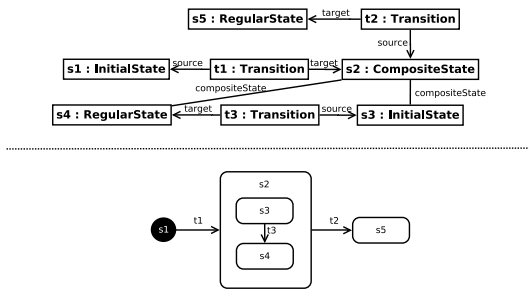 s5 : RegularState
target
t2 : Transition
source
s1 : InitialState
source
t1 : Transition
target
s2 : CompositeState
compositeState
compositeState
s4 : RegularState
target
t3 : Transition
source
s3 : InitialState
s2
s3
s1
t1
t3
t2
s5
s4